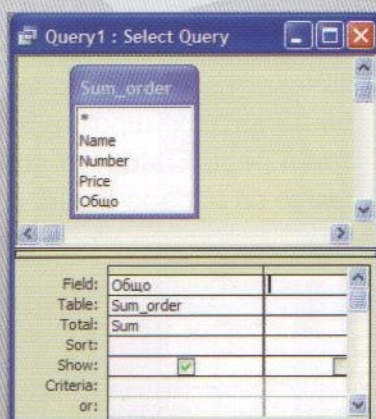 Query1 : Select Query
Sum_order
*
Name
Number
Price
Общо
Field: Общо
Table: Sum_order
Total: Sum
Sort:
Show:
Criteria:
or: